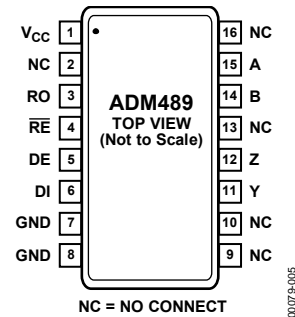 VCC 1
NC 2
RO 3
RE 4
DE 5
DI 6
GND 7
GND 8
ADM489
TOP VIEW
(Not to Scale)
16 NC
15 A
14 B
13 NC
12 Z
11 Y
10 NC
9 NC
NC = NO CONNECT
00079-005